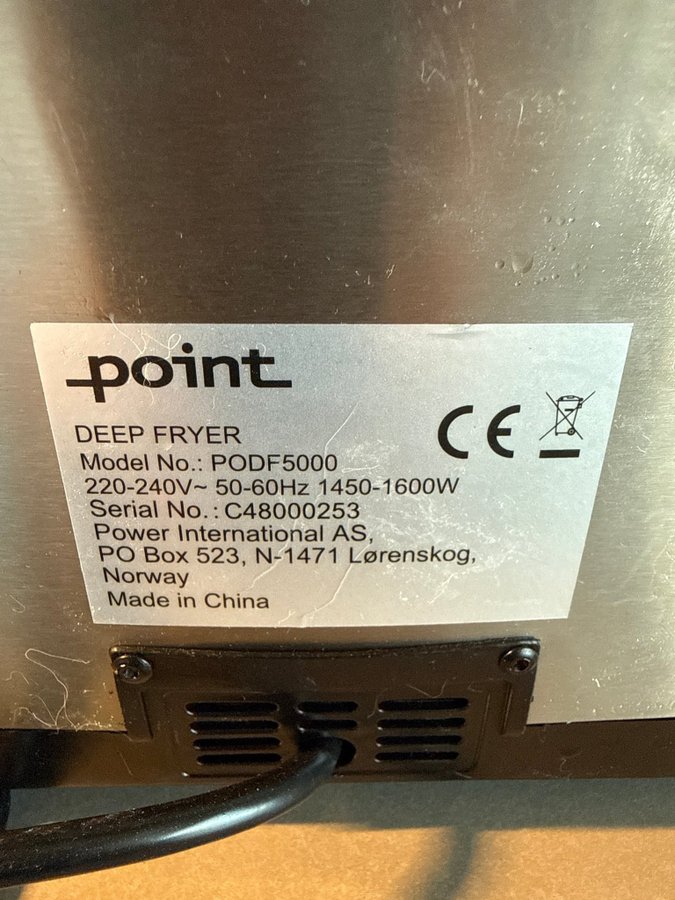 point
DEEP FRYER
Model No.: PODF5000
220-240V~ 50-60Hz 1450-1600W
Serial No.: C48000253
Power International AS,
PO Box 523, N-1471 Lørenskog,
Norway
Made in China
CE